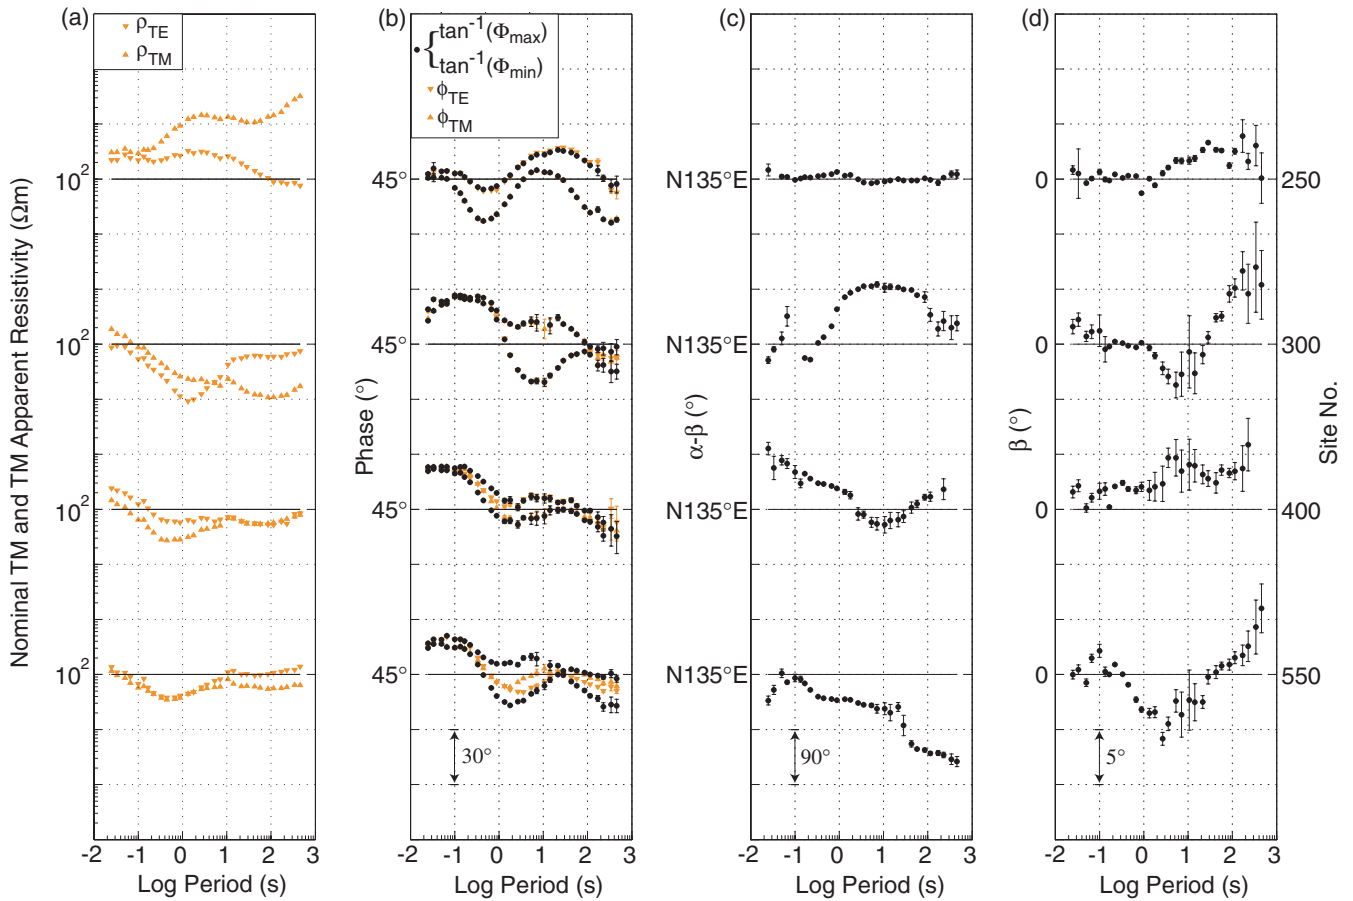 (a)
ρTE
ρTM
Nominal TM and TM Apparent Resistivity (Ωm)
10²
10²
10²
10²
-2 -1 0 1 2 3
Log Period (s)
(b)
tan⁻¹(Φmax)
tan⁻¹(Φmin)
ϕTE
ϕTM
Phase (°)
45°
45°
45°
45°
30°
-2 -1 0 1 2 3
Log Period (s)
(c)
α-β (°)
N135°E
N135°E
N135°E
N135°E
90°
-2 -1 0 1 2 3
Log Period (s)
(d)
β (°)
0
0
0
0
5°
-2 -1 0 1 2 3
Log Period (s)
250
300
400
550
Site No.